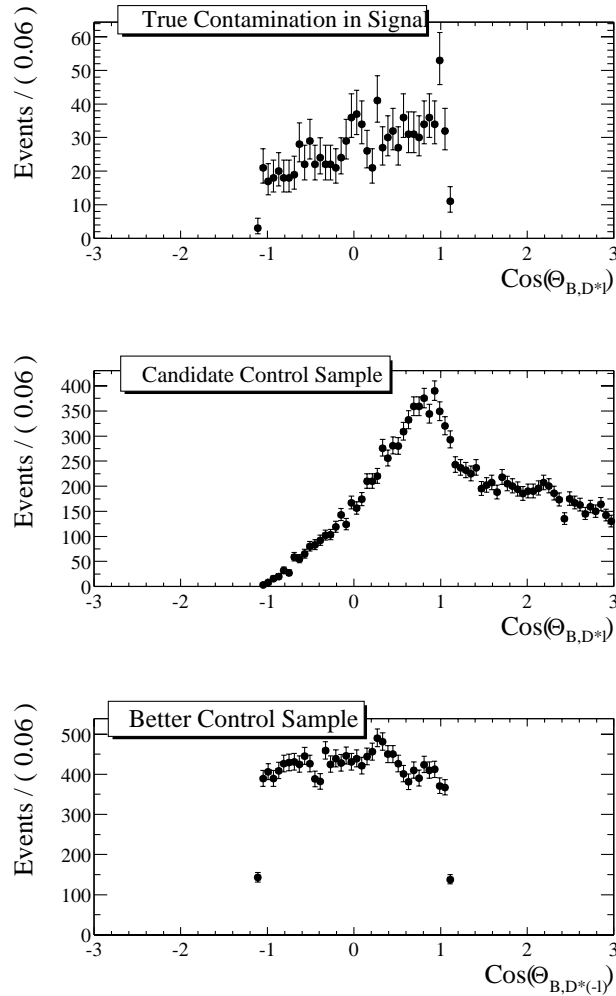 True Contamination in Signal
Events / ( 0.06 )
60
50
40
30
20
10
0
-3 -2 -1 0 1 2 3
Cos(Θ_B,D*l)
Candidate Control Sample
Events / ( 0.06 )
400
350
300
250
200
150
100
50
0
-3 -2 -1 0 1 2 3
Cos(Θ_B,D*l)
Better Control Sample
Events / ( 0.06 )
500
400
300
200
100
0
-3 -2 -1 0 1 2 3
Cos(Θ_B,D*(-l))